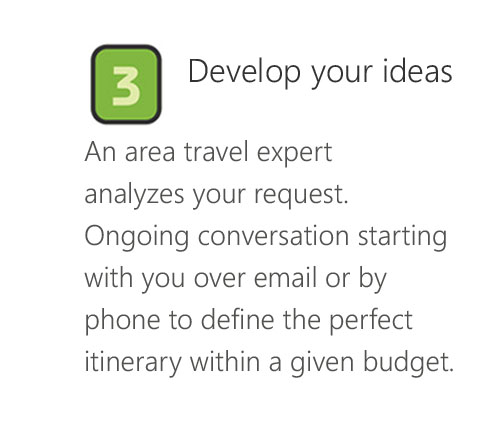 3 Develop your ideas
An area travel expert
analyzes your request.
Ongoing conversation starting
with you over email or by
phone to define the perfect
itinerary within a given budget.